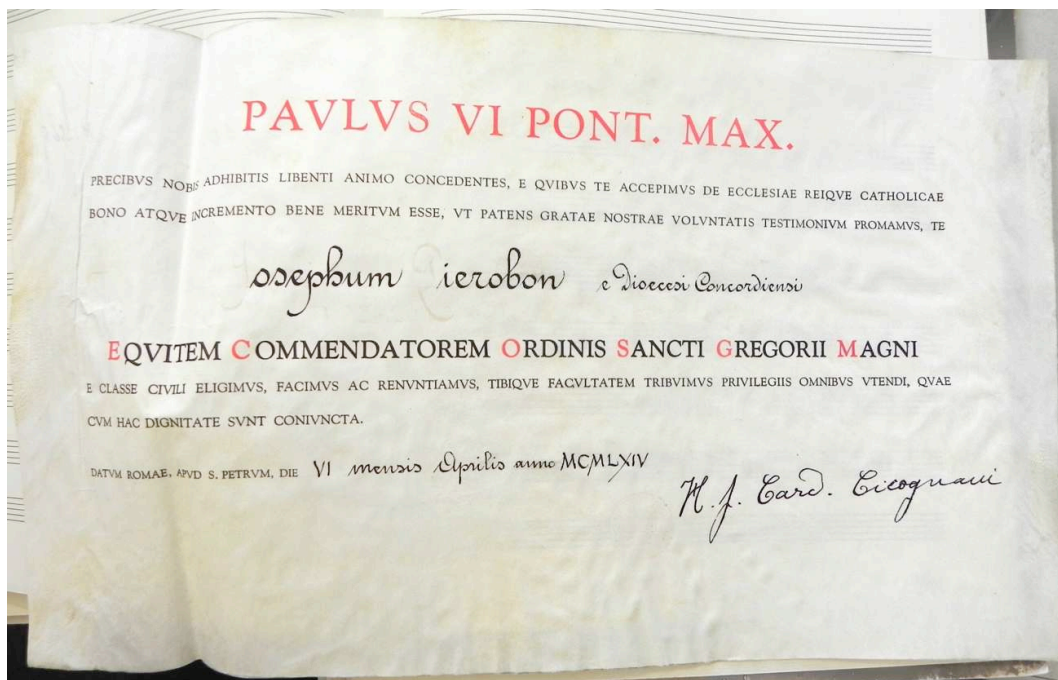 PAVLVS VI PONT. MAX.
PRECIBVS NOBIS ADHIBITIS LIBENTI ANIMO CONCEDENTES, E QVIBVS TE ACCEPIMVS DE ECCLESIAE REIQVE CATHOLICAE
BONO ATQVE INCREMENTO BENE MERITVM ESSE, VT PATENS GRATAE NOSTRAE VOLVNTATIS TESTIMONIVM PROMAMVS, TE
osephum ierobon e Dioecesi Concordiensi
EQVITEM COMMENDATOREM ORDINIS SANCTI GREGORII MAGNI
E CLASSE CIVILI ELIGIMVS, FACIMVS AC RENVNTIAMVS, TIBIQVE FACVLTATEM TRIBVIMVS PRIVILEGIIS OMNIBVS VTENDI, QVAE
CVM HAC DIGNITATE SVNT CONIVNCTA.
DATVM ROMAE, APVD S. PETRVM, DIE VI mensis Aprilis anno MCMLXIV
H. J. Card. Cicognani